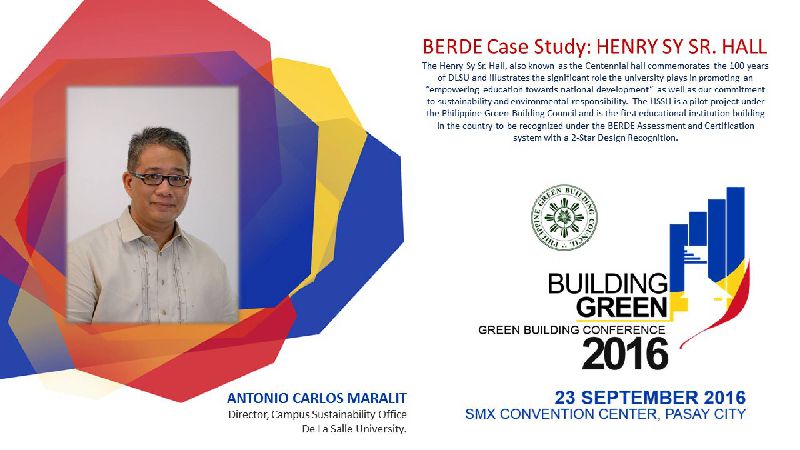 BERDE Case Study: HENRY SY SR. HALL
The Henry Sy Sr. Hall, also known as the Centennial hall commemorates the 100 years
of DLSU and illustrates the significant role the university plays in promoting an
"empowering education towards national development" as well as our commitment
to sustainability and environmental responsibility. The HSSH is a pilot project under
the Philippine Green Building Council and is the first educational institution building
in the country to be recognized under the BERDE Assessment and Certification
system with a 2-Star Design Recognition.
PHILIPPINE GREEN BUILDING COUNCIL
BUILDING
GREEN
GREEN BUILDING CONFERENCE
2016
23 SEPTEMBER 2016
SMX CONVENTION CENTER, PASAY CITY
ANTONIO CARLOS MARALIT
Director, Campus Sustainability Office
De La Salle University.